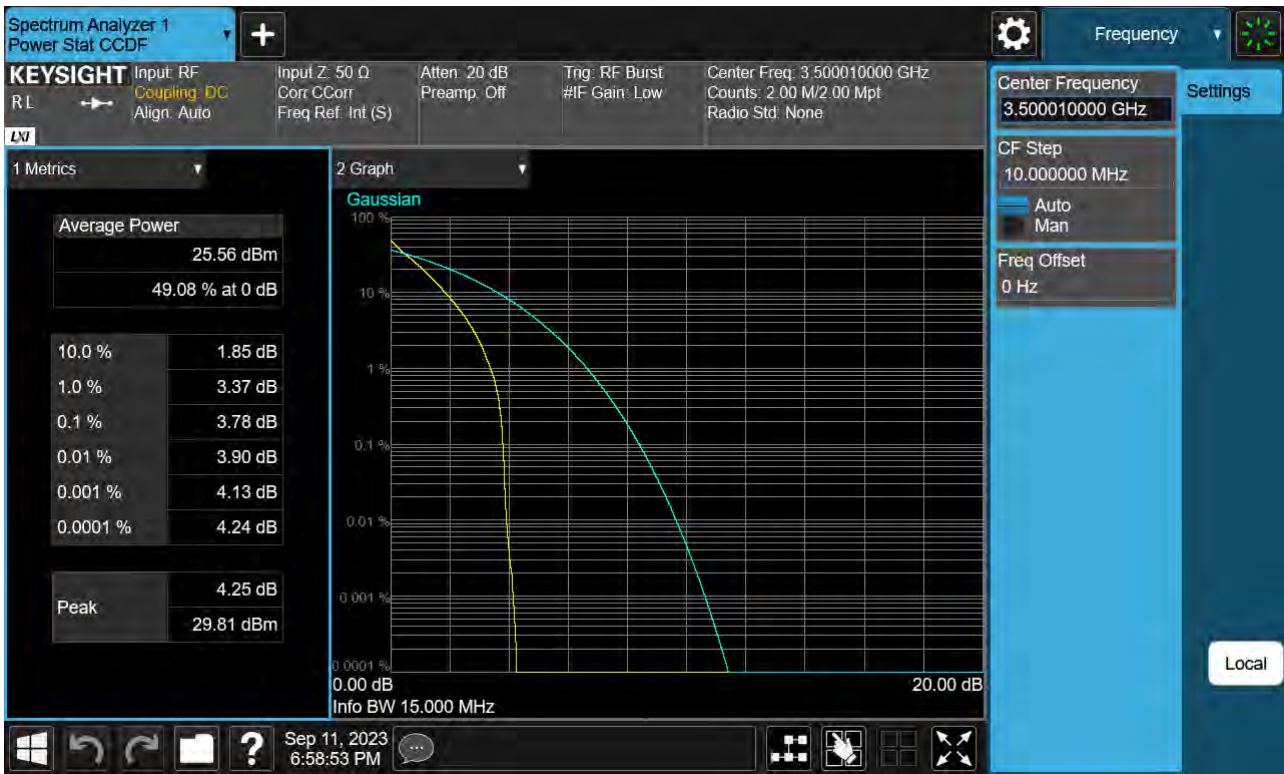 Spectrum Analyzer 1
Power Stat CCDF
Frequency
KEYSIGHT
R L
LXI
Input: RF
Coupling: DC
Align: Auto
Input Z: 50 Ω
Corr CCorr
Freq Ref: Int (S)
Atten: 20 dB
Preamp: Off
Trig: RF Burst
#IF Gain: Low
Center Freq: 3.500010000 GHz
Counts: 2.00 M/2.00 Mpt
Radio Std: None
Center Frequency
3.500010000 GHz
Settings
CF Step
10.000000 MHz
Auto
Man
Freq Offset
0 Hz
Local
1 Metrics
Average Power
25.56 dBm
49.08 % at 0 dB
10.0 % 1.85 dB
1.0 % 3.37 dB
0.1 % 3.78 dB
0.01 % 3.90 dB
0.001 % 4.13 dB
0.0001 % 4.24 dB
Peak
4.25 dB
29.81 dBm
2 Graph
Gaussian
100 %
10 %
1 %
0.1 %
0.01 %
0.001 %
0.0001 %
0.00 dB 20.00 dB
Info BW 15.000 MHz
?
Sep 11, 2023
6:58:53 PM